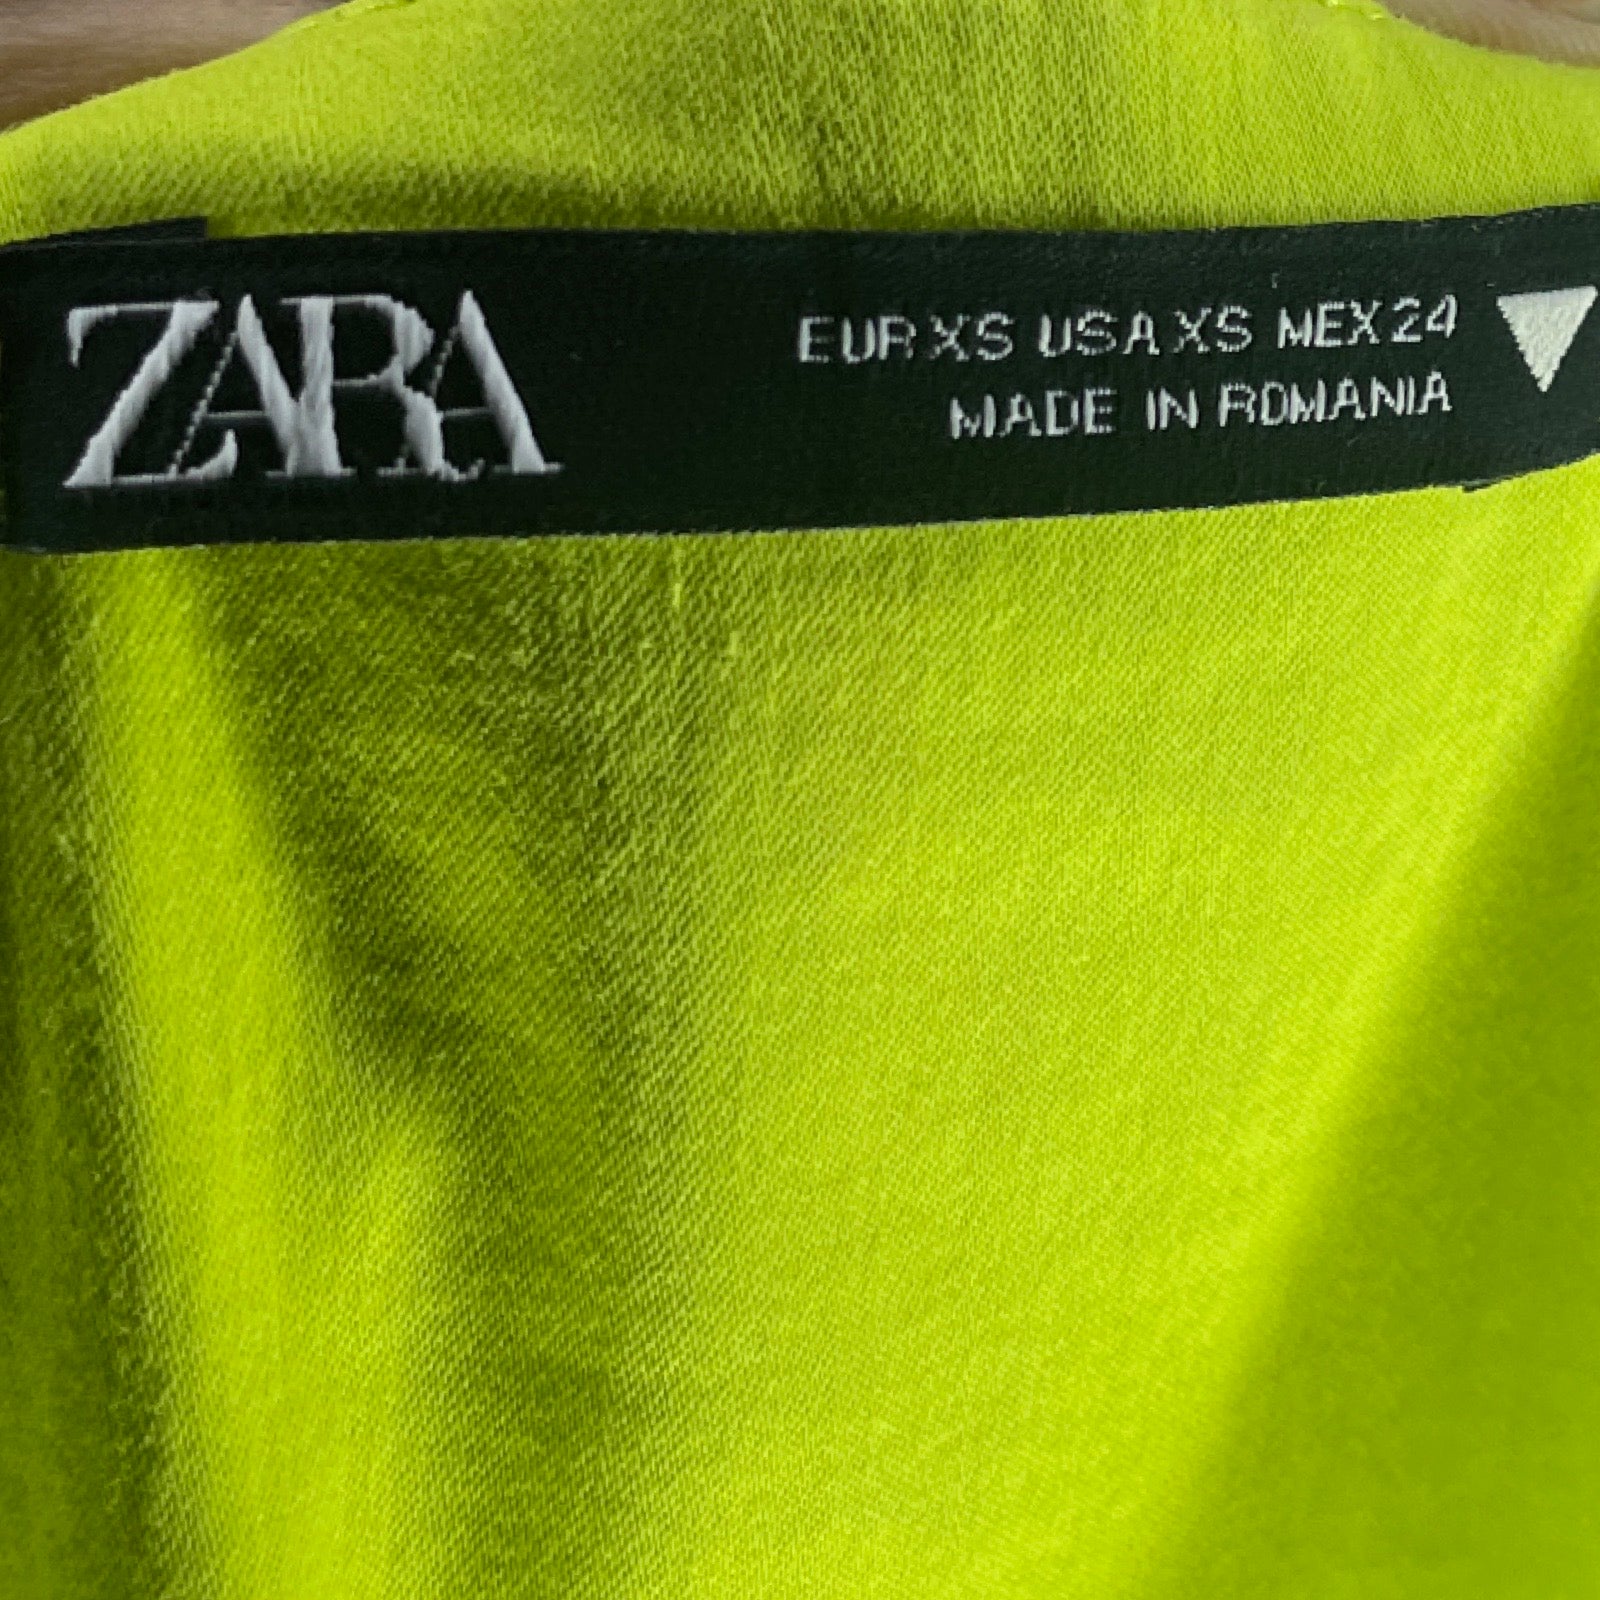 ZARA
EUR XS USA XS MEX 24
MADE IN ROMANIA